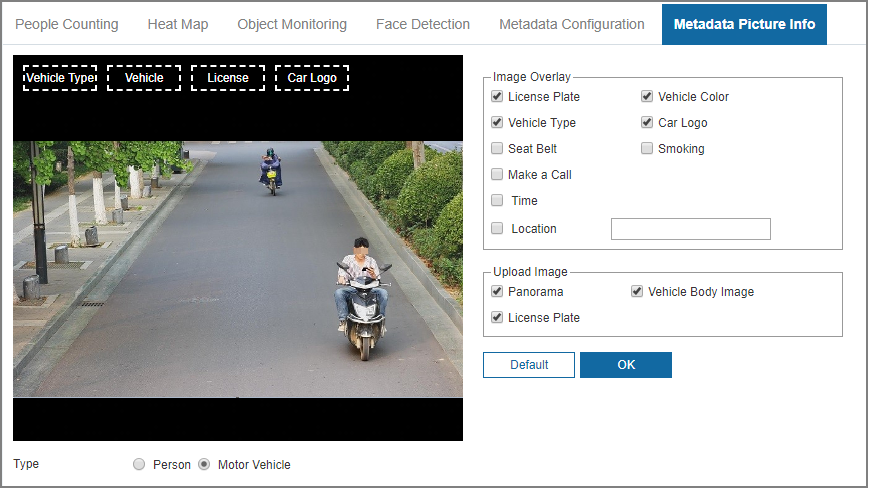 People Counting Heat Map Object Monitoring Face Detection Metadata Configuration Metadata Picture Info
Vehicle Type Vehicle License Car Logo
Image Overlay
License Plate Vehicle Color
Vehicle Type Car Logo
Seat Belt Smoking
Make a Call
Time
Location
Upload Image
Panorama Vehicle Body Image
License Plate
Default OK
Type Person Motor Vehicle